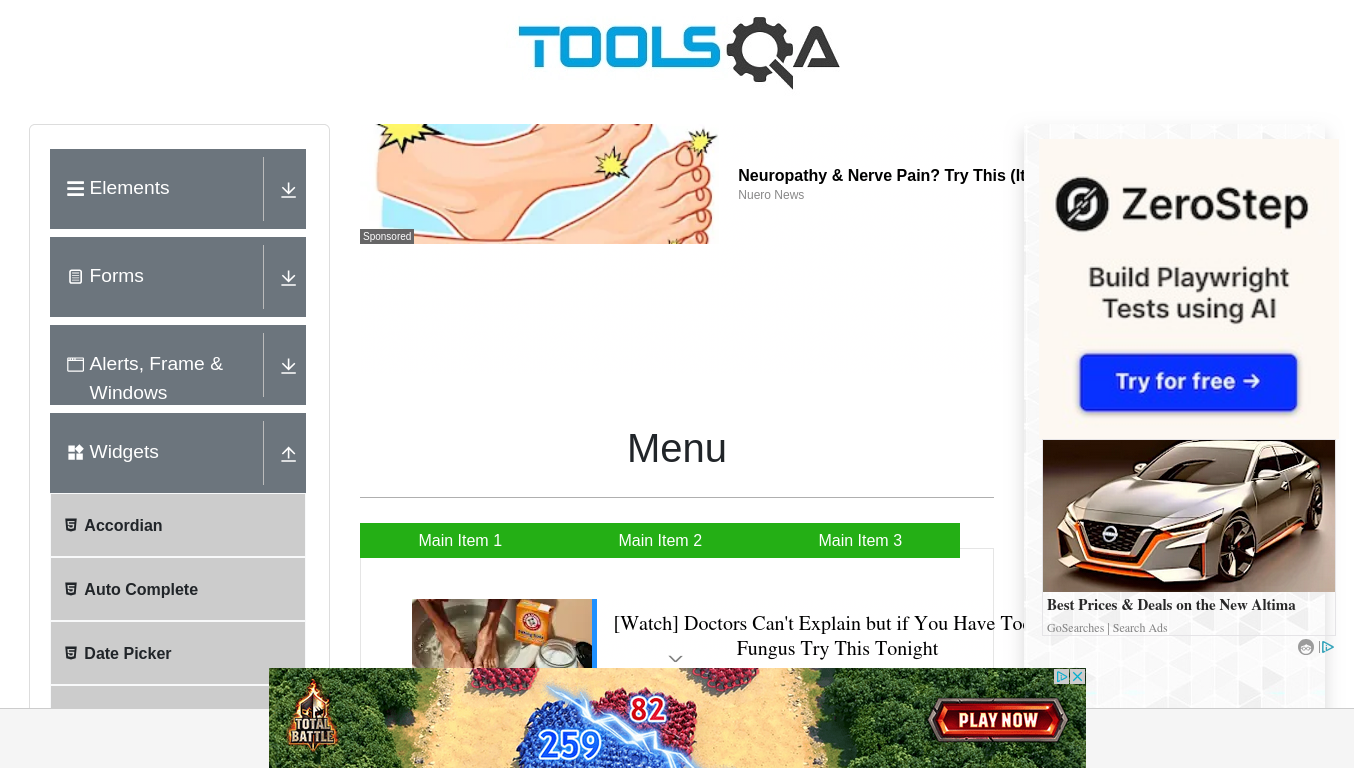 TOOLSQA
Elements
Forms
Alerts, Frame &
Windows
Widgets
Accordian
Auto Complete
Date Picker
Neuropathy & Nerve Pain? Try This (It
Nuero News
Sponsored
Menu
Main Item 1
Main Item 2
Main Item 3
[Watch] Doctors Can't Explain but if You Have Toe
Fungus Try This Tonight
ZeroStep
Build Playwright
Tests using AI
Try for free →
Best Prices & Deals on the New Altima
GoSearches | Search Ads
TOTAL
BATTLE
82
259
PLAY NOW